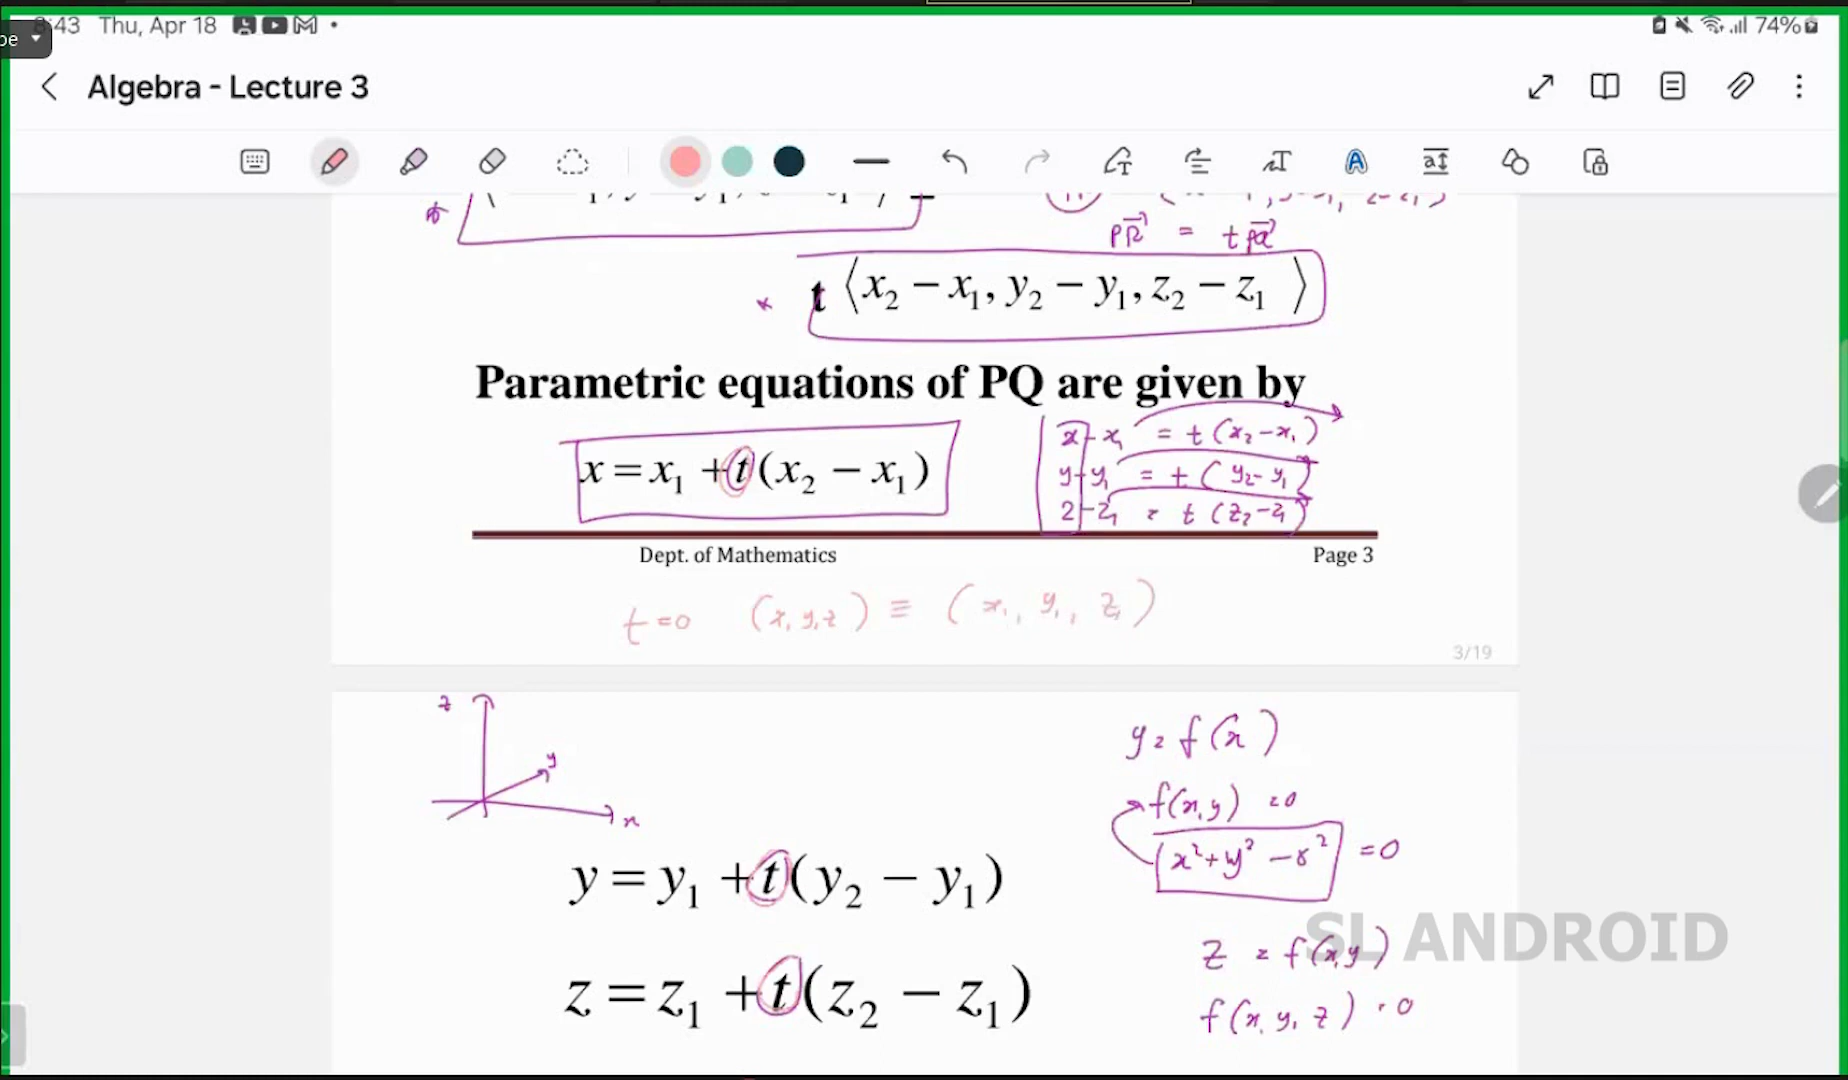 8:43 Thu, Apr 18
74%
Algebra - Lecture 3
PR = t PQ
t ⟨x₂ − x₁, y₂ − y₁, z₂ − z₁ ⟩
Parametric equations of PQ are given by
x = x₁ + t(x₂ − x₁)
x - x₁ = t (x₂ - x₁)
y - y₁ = t (y₂ - y₁)
z - z₁ = t (z₂ - z₁)
Dept. of Mathematics
Page 3
t = 0 (x, y, z) ≡ (x₁, y₁, z₁)
3/19
z
y
x
y = f(x)
f(x, y) = 0
x² + y² - r² = 0
y = y₁ + t(y₂ − y₁)
SL ANDROID
z = f(x, y)
z = z₁ + t(z₂ − z₁)
f(x, y, z) = 0